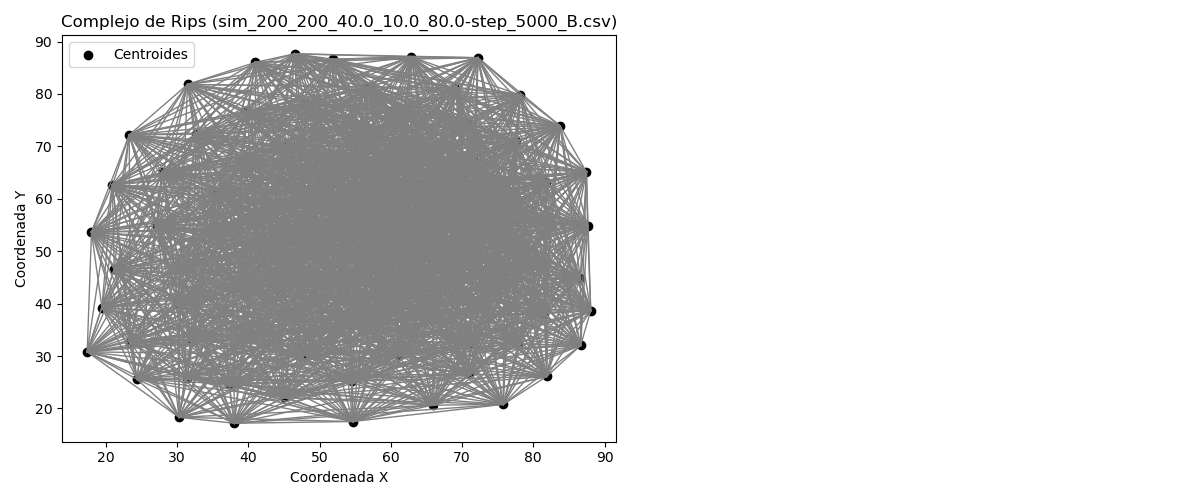 Complejo de Rips (sim_200_200_40.0_10.0_80.0-step_5000_B.csv)
Centroides
90
80
70
60
50
40
30
20
Coordenada Y
20 30 40 50 60 70 80 90
Coordenada X